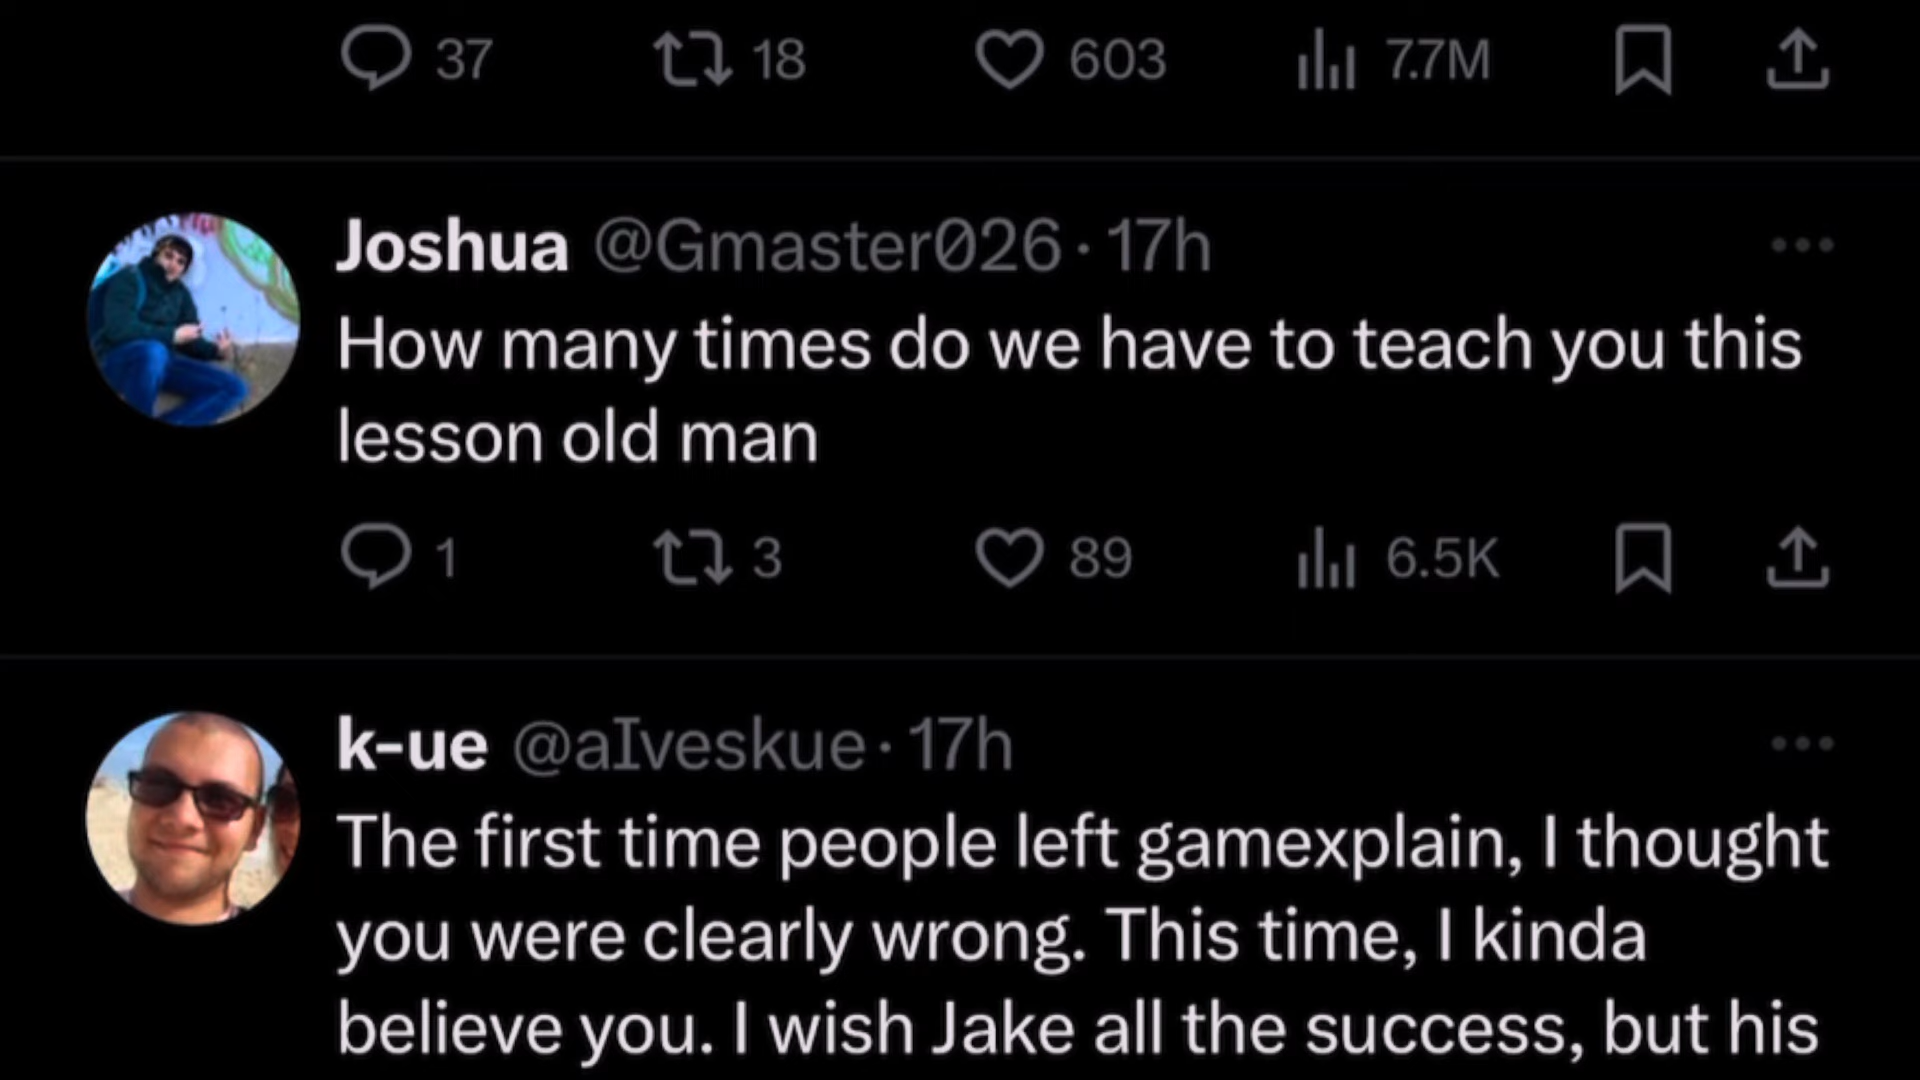 37 18 603 7.7M
Joshua @Gmaster026 · 17h
How many times do we have to teach you this
lesson old man
1 3 89 6.5K
k-ue @aIveskue · 17h
The first time people left gamexplain, I thought
you were clearly wrong. This time, I kinda
believe you. I wish Jake all the success, but his